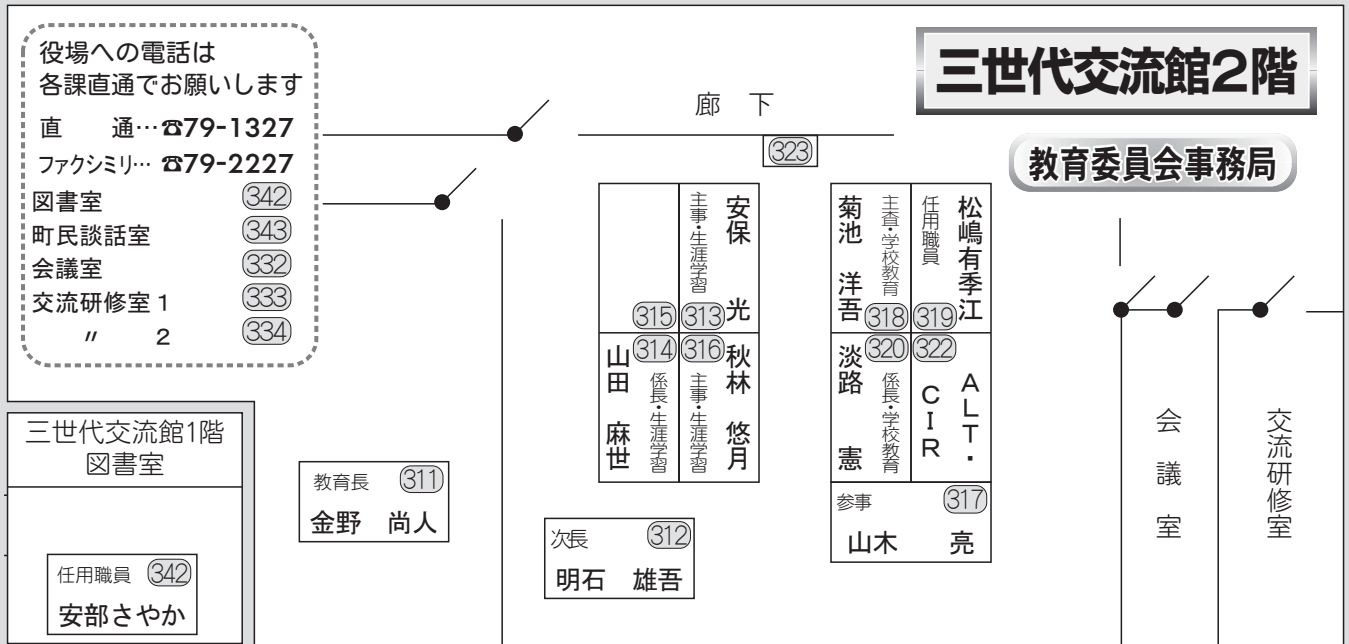 三世代交流館2階
教育委員会事務局
役場への電話は
各課直通でお願いします
直　　通…☎79-1327
ファクシミリ…☎79-2227
図書室 342
町民談話室 343
会議室 332
交流研修室 1 333
〃 2 334
廊 下
323
315
主事・生涯学習 313
安保 光
山田 麻世
314 係長・生涯学習
316 主事・生涯学習
秋林 悠月
菊池 洋吾
主査・学校教育 318
任用職員 319
松嶋有季江
淡路 憲
320 係長・学校教育
322
ALT・
CIR
参事 317
山木 亮
教育長 311
金野 尚人
次長 312
明石 雄吾
会議室
交流研修室
三世代交流館1階
図書室
任用職員 342
安部さやか